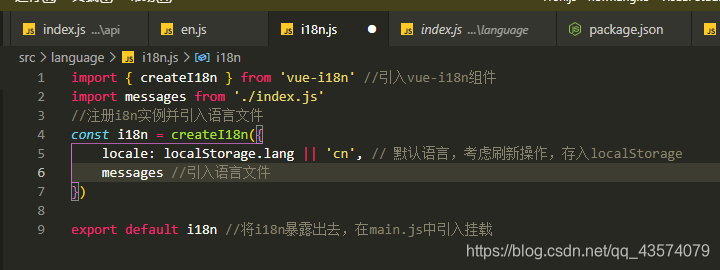 index.js ...\api
en.js
i18n.js
index.js ...\language
package.json
src > language > i18n.js > i18n
1 import { createI18n } from 'vue-i18n' //引入vue-i18n组件
2 import messages from './index.js'
3 //注册i8n实例并引入语言文件
4 const i18n = createI18n({
5 locale: localStorage.lang || 'cn', // 默认语言，考虑刷新操作，存入localStorage
6 messages //引入语言文件
7 })
8
9 export default i18n //将i18n暴露出去，在main.js中引入挂载
https://blog.csdn.net/qq_43574079